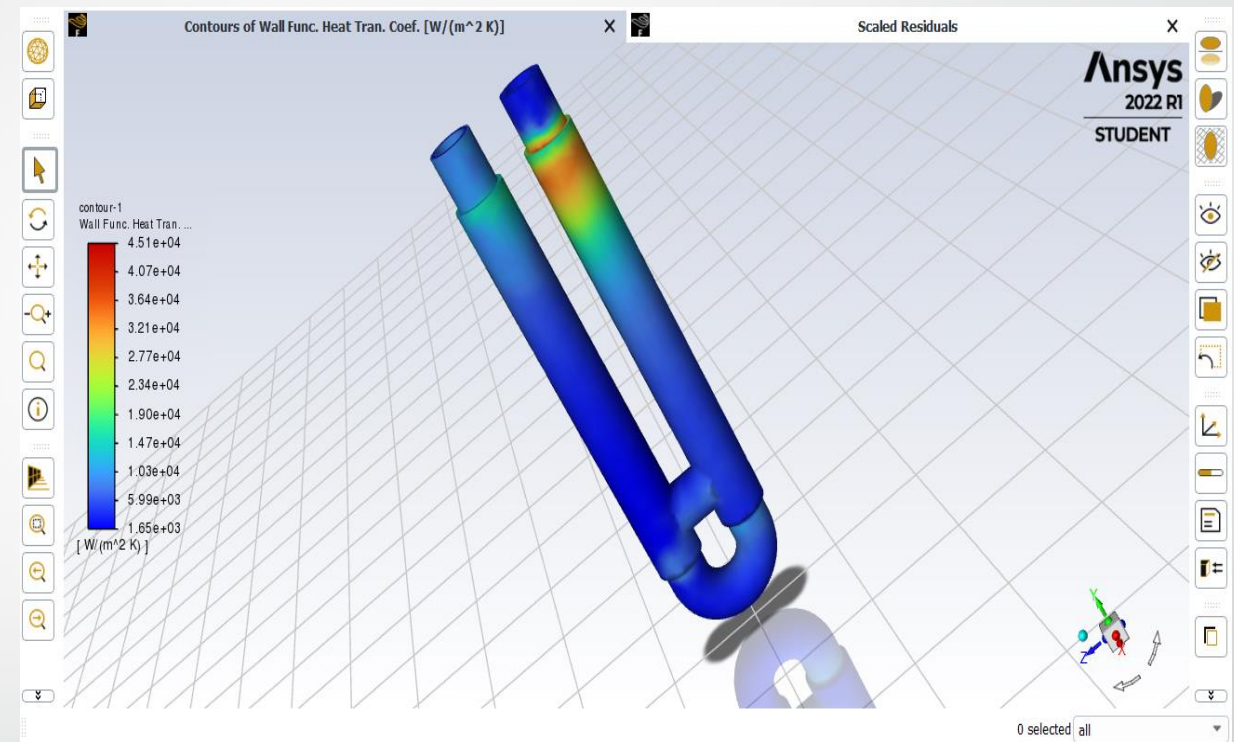 Contours of Wall Func. Heat Tran. Coef. [W/(m^2 K)]
X
Scaled Residuals
X
Ansys
2022 R1
STUDENT
contour-1
Wall Func. Heat Tran. ...
4.51e+04
4.07e+04
3.64e+04
3.21e+04
2.77e+04
2.34e+04
1.90e+04
1.47e+04
1.03e+04
5.99e+03
1.65e+03
[ W/(m^2 K) ]
Y
Z
X
0 selected all